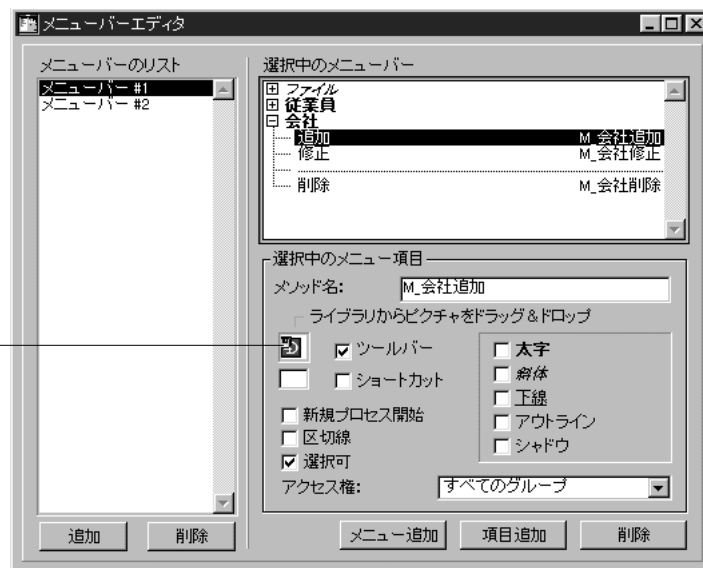 メニューバーエディタ
メニューバーのリスト
メニューバー #1
メニューバー #2
追加
削除
選択中のメニューバー
ファイル
従業員
会社
追加 M_会社追加
修正 M_会社修正
削除 M_会社削除
選択中のメニュー項目
メソッド名: M_会社追加
ライブラリからピクチャをドラッグ&ドロップ
ツールバー
ショートカット
新規プロセス開始
区切線
選択可
太字
斜体
下線
アウトライン
シャドウ
アクセス権: すべてのグループ
メニュー追加
項目追加
削除